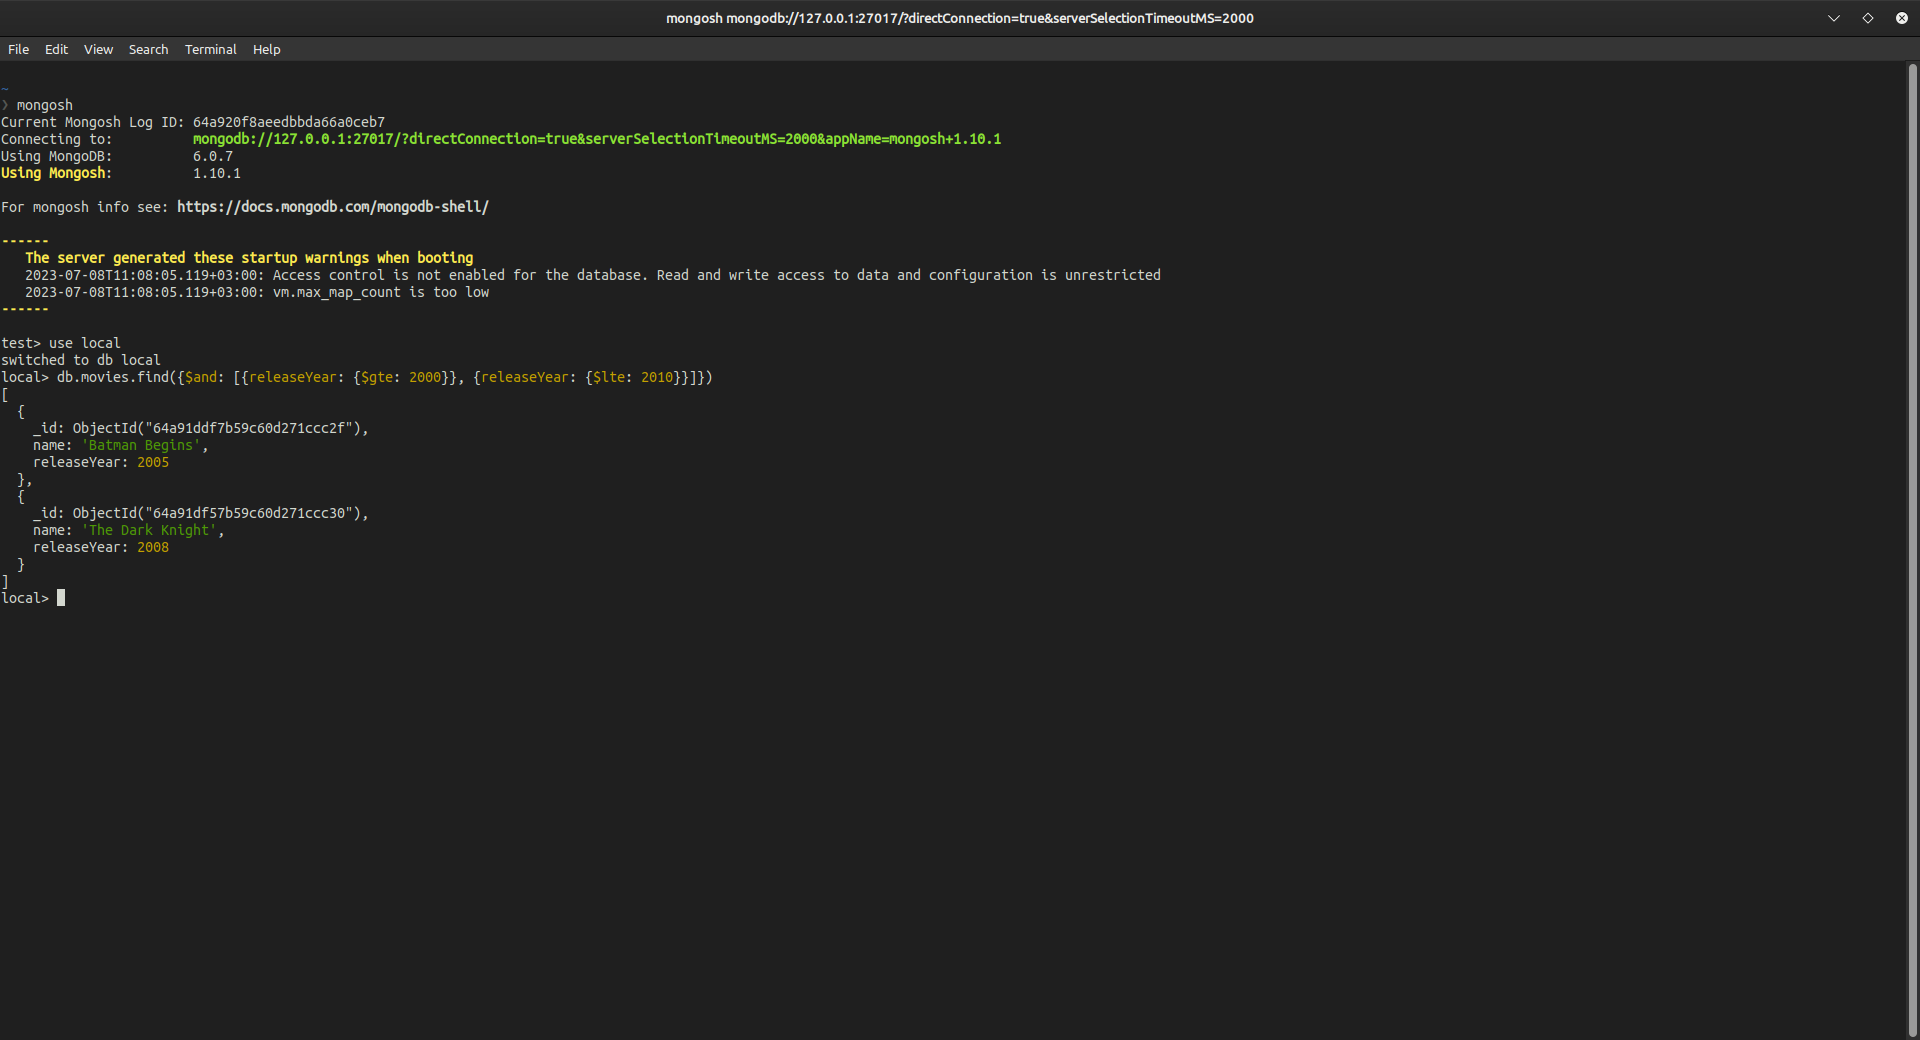 mongosh mongodb://127.0.0.1:27017/?directConnection=true&serverSelectionTimeoutMS=2000
File Edit View Search Terminal Help
~
❯ mongosh
Current Mongosh Log ID: 64a920f8aeedbbda66a0ceb7
Connecting to: mongodb://127.0.0.1:27017/?directConnection=true&serverSelectionTimeoutMS=2000&appName=mongosh+1.10.1
Using MongoDB: 6.0.7
Using Mongosh: 1.10.1
For mongosh info see: https://docs.mongodb.com/mongodb-shell/
------
The server generated these startup warnings when booting
2023-07-08T11:08:05.119+03:00: Access control is not enabled for the database. Read and write access to data and configuration is unrestricted
2023-07-08T11:08:05.119+03:00: vm.max_map_count is too low
------
test> use local
switched to db local
local> db.movies.find({$and: [{releaseYear: {$gte: 2000}}, {releaseYear: {$lte: 2010}}]})
[
{
_id: ObjectId("64a91ddf7b59c60d271ccc2f"),
name: 'Batman Begins',
releaseYear: 2005
},
{
_id: ObjectId("64a91df57b59c60d271ccc30"),
name: 'The Dark Knight',
releaseYear: 2008
}
]
local>